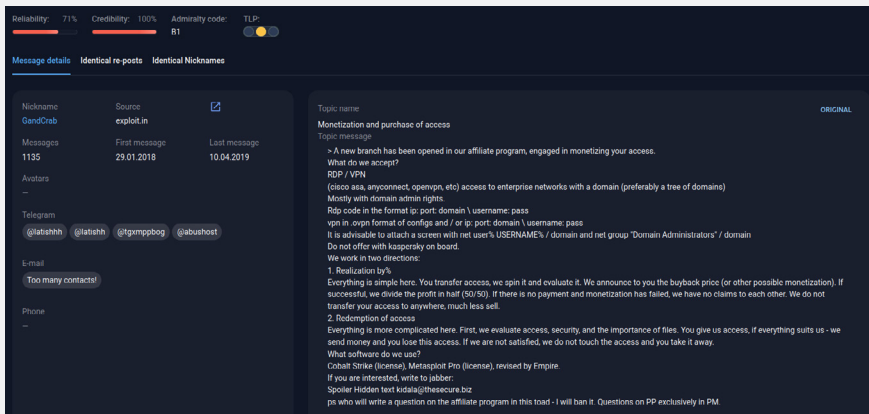 Reliability: 71% Credibility: 100% Admiralty code: TLP:
B1
Message details Identical re-posts Identical Nicknames
Nickname Source
GandCrab exploit.in
Messages First message Last message
1135 29.01.2018 10.04.2019
Avatars
—
Telegram
@latishhh @latishh @tgxmppbog @abushost
E-mail
Too many contacts!
Phone
—
Topic name ORIGINAL
Monetization and purchase of access
Topic message
> A new branch has been opened in our affiliate program, engaged in monetizing your access.
What do we accept?
RDP / VPN
(cisco asa, anyconnect, openvpn, etc) access to enterprise networks with a domain (preferably a tree of domains)
Mostly with domain admin rights.
Rdp code in the format ip: port: domain \ username: pass
vpn in .ovpn format of configs and / or ip: port: domain \ username: pass
It is advisable to attach a screen with net user% USERNAME% / domain and net group "Domain Administrators" / domain
Do not offer with kaspersky on board.
We work in two directions:
1. Realization by%
Everything is simple here. You transfer access, we spin it and evaluate it. We announce to you the buyback price (or other possible monetization). If
successful, we divide the profit in half (50/50). If there is no payment and monetization has failed, we have no claims to each other. We do not
transfer your access to anywhere, much less sell.
2. Redemption of access
Everything is more complicated here. First, we evaluate access, security, and the importance of files. You give us access, if everything suits us - we
send money and you lose this access. If we are not satisfied, we do not touch the access and you take it away.
What software do we use?
Cobalt Strike (license), Metasploit Pro (license), revised by Empire.
If you are interested, write to jabber:
Spoiler Hidden text kidala@thesecure.biz
ps who will write a question on the affiliate program in this toad - I will ban it. Questions on PP exclusively in PM.